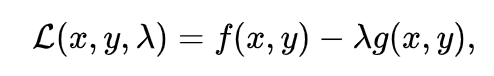 ℒ(x, y, λ) = f(x, y) − λg(x, y),